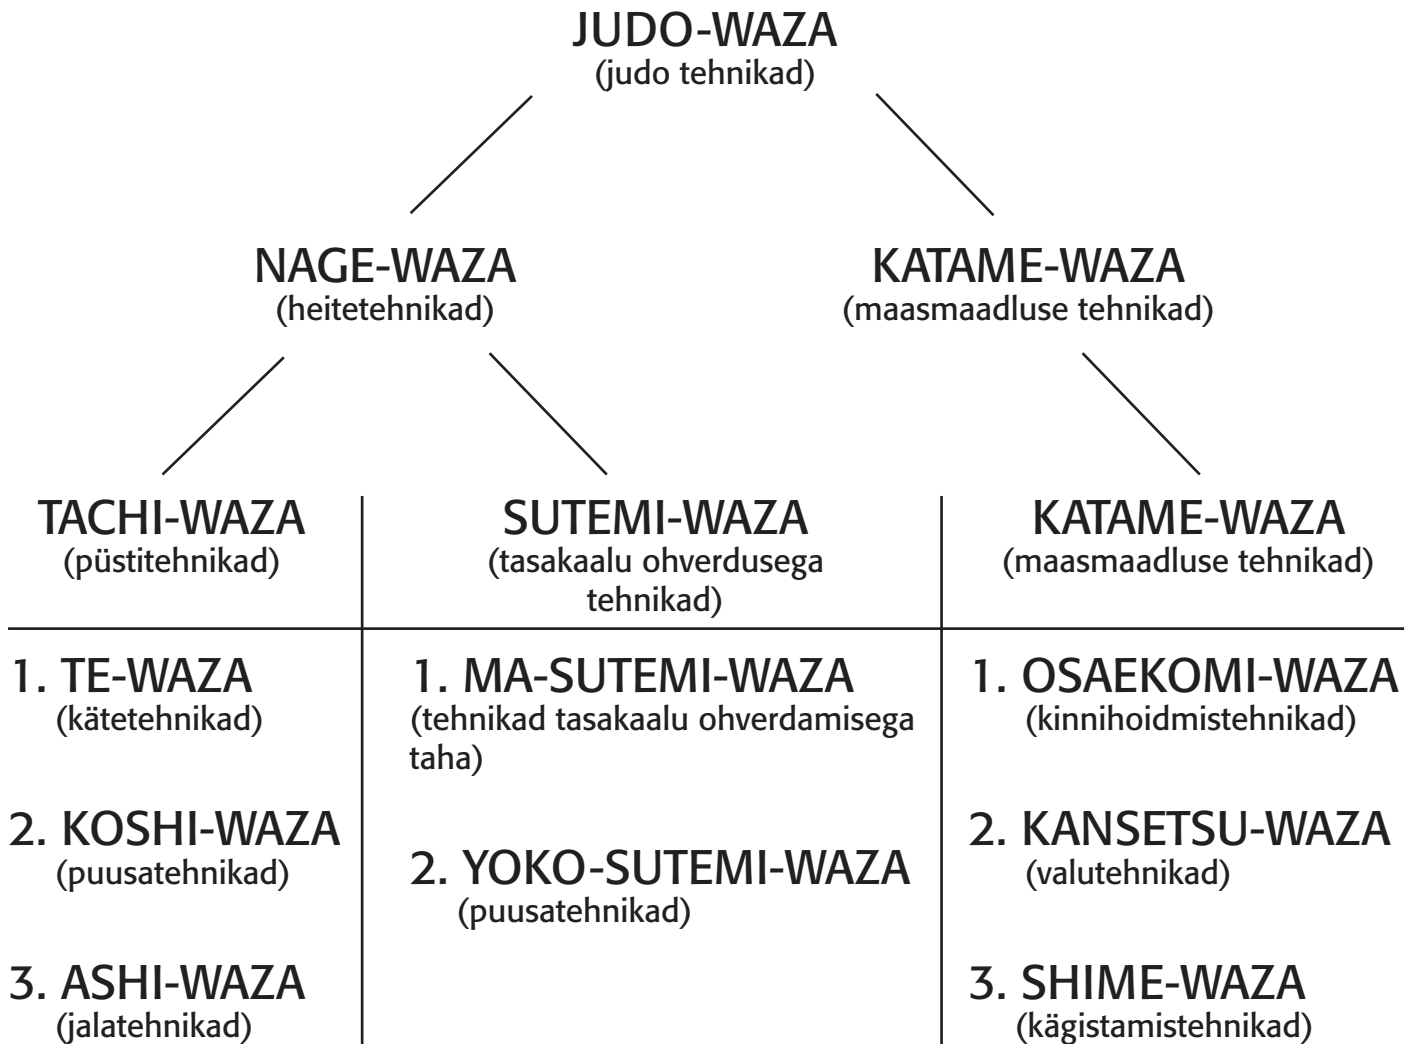 JUDO-WAZA
(judo tehnikad)
NAGE-WAZA
(heitetehnikad)
KATAME-WAZA
(maasmaadluse tehnikad)
TACHI-WAZA
(püstitehnikad)
SUTEMI-WAZA
(tasakaalu ohverdusega
tehnikad)
KATAME-WAZA
(maasmaadluse tehnikad)
1. TE-WAZA
(kätetehnikad)
2. KOSHI-WAZA
(puusatehnikad)
3. ASHI-WAZA
(jalatehnikad)
1. MA-SUTEMI-WAZA
(tehnikad tasakaalu ohverdamisega
taha)
2. YOKO-SUTEMI-WAZA
(puusatehnikad)
1. OSAEKOMI-WAZA
(kinnihoidmistehnikad)
2. KANSETSU-WAZA
(valutehnikad)
3. SHIME-WAZA
(kägistamistehnikad)